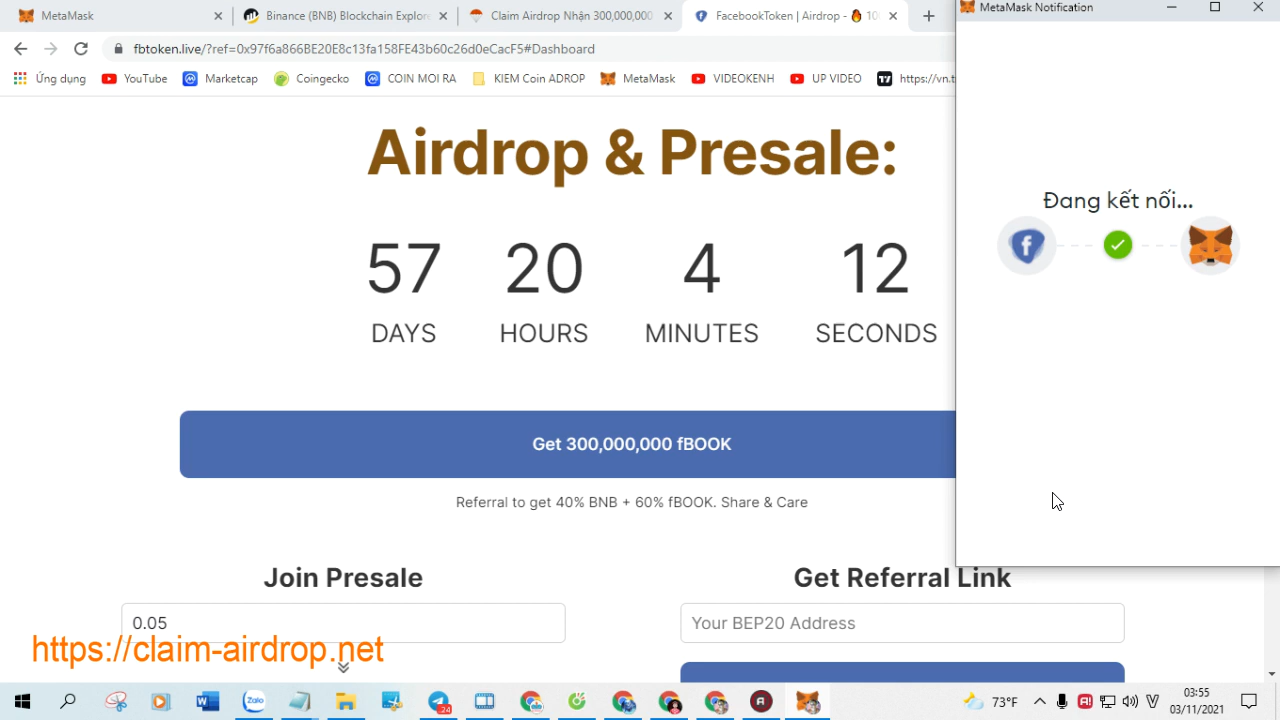 MetaMask
Binance (BNB) Blockchain Explore
Claim Airdrop Nhận 300,000,000
FacebookToken | Airdrop - 🔥 10
MetaMask Notification
fbtoken.live/?ref=0x97f6a866BE20E8c13fa158FE43b60c26d0eCacF5#Dashboard
Ứng dụng
YouTube
Marketcap
Coingecko
COIN MOI RA
KIEM Coin ADROP
MetaMask
VIDEOKENH
UP VIDEO
https://vn.t
Airdrop & Presale:
Đang kết nối...
57 20 4 12
DAYS HOURS MINUTES SECONDS
Get 300,000,000 fBOOK
Referral to get 40% BNB + 60% fBOOK. Share & Care
Join Presale
Get Referral Link
0.05
Your BEP20 Address
https://claim-airdrop.net
Zalo
24
73°F
03:55
03/11/2021